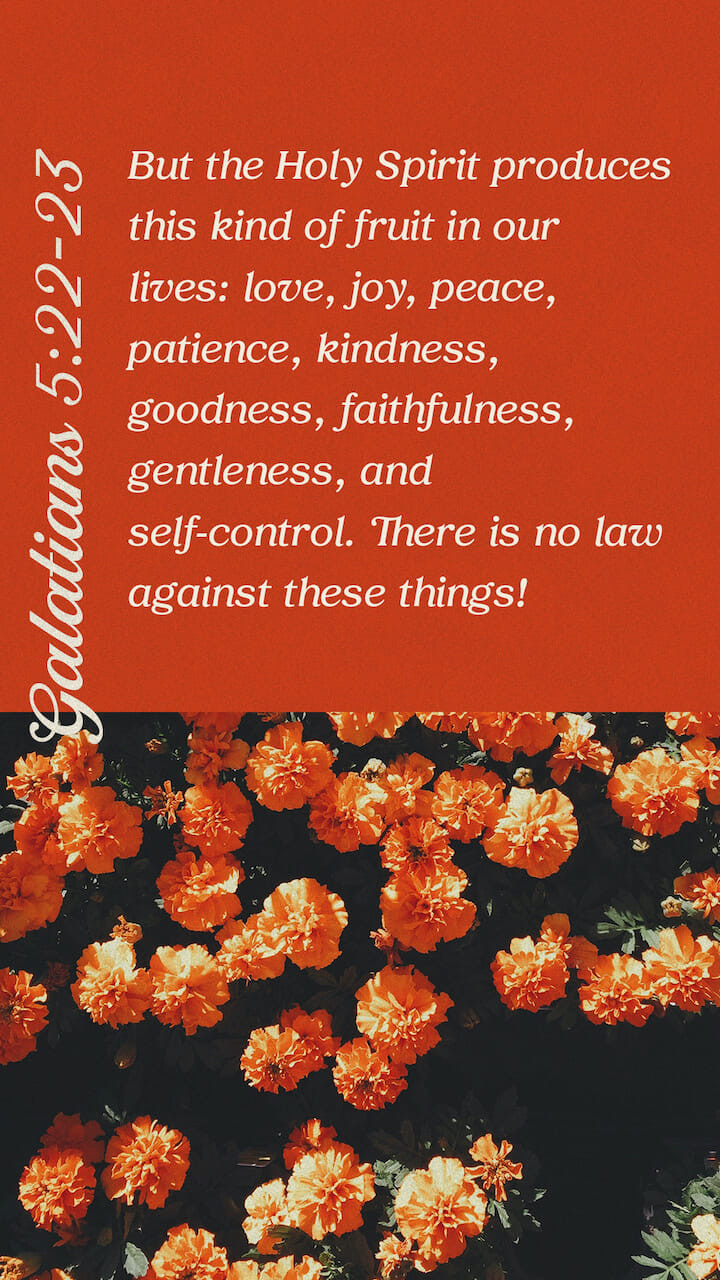 Galatians 5:22-23
But the Holy Spirit produces
this kind of fruit in our
lives: love, joy, peace,
patience, kindness,
goodness, faithfulness,
gentleness, and
self-control. There is no law
against these things!